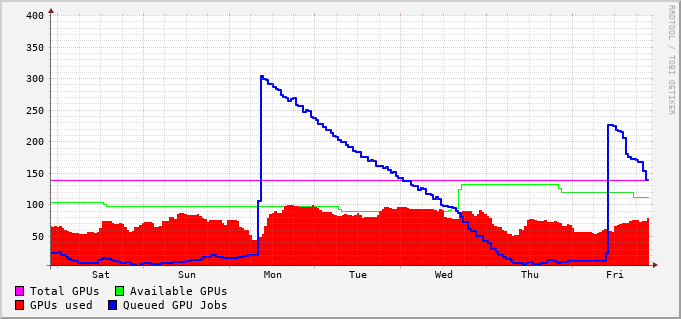 400
350
300
250
200
150
100
50
Sat Sun Mon Tue Wed Thu Fri
Total GPUs Available GPUs
GPUs used Queued GPU Jobs
RRDTOOL / TOBI OETIKER